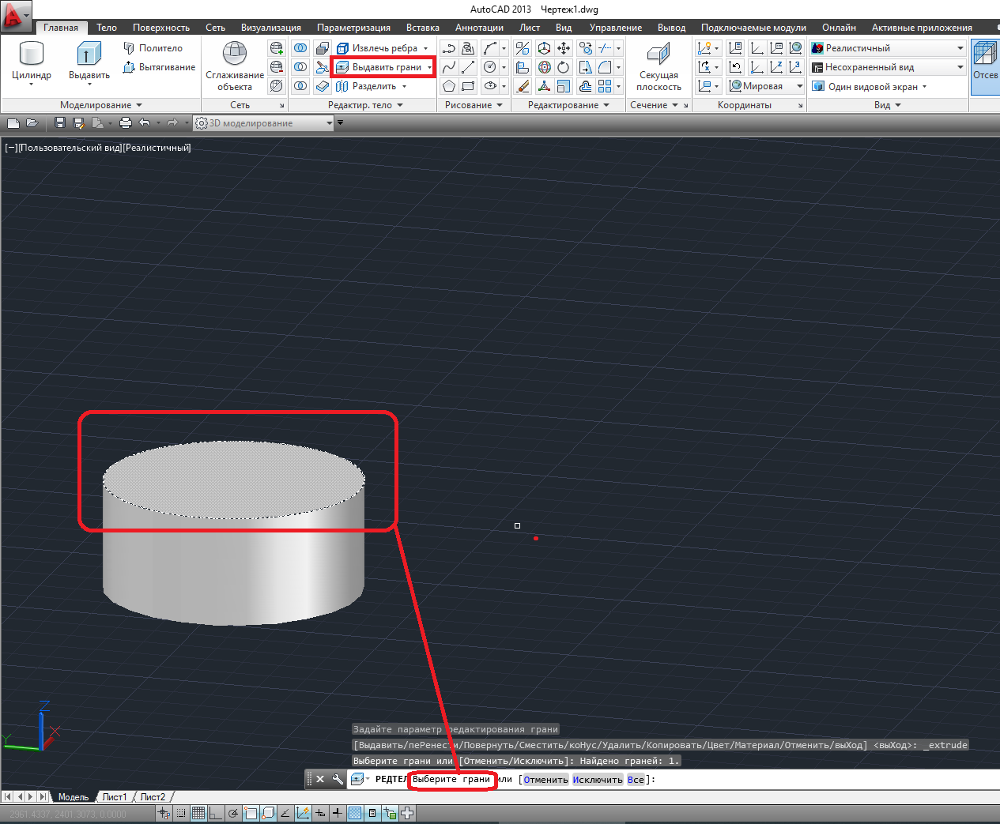 AutoCAD 2013 Чертеж1.dwg
Главная Тело Поверхность Сеть Визуализация Параметризация Вставка Аннотации Лист Вид Управление Вывод Подключаемые модули Онлайн Активные приложения
Цилиндр Выдавить Политело Вытягивание
Моделирование
Сглаживание объекта
Сеть
Извлечь ребра
Выдавить грани
Разделить
Редактир. тело
Рисование
Редактирование
Секущая плоскость
Сечение
Мировая
Координаты
Реалистичный
Несохраненный вид
Один видовой экран
Вид
Отсев
3D моделирование
[−][Пользовательский вид][Реалистичный]
Z
X
Y
Задайте параметр редактирования грани
[Выдавить/пеРенести/Повернуть/Сместить/коНус/Удалить/Копировать/Цвет/Материал/Отменить/выХод] <выХод>: _extrude
Выберите грани или [Отменить/Исключить]: Найдено граней: 1.
РЕДТЕЛ Выберите грани или [Отменить Исключить Все]:
Модель Лист1 Лист2
2961.4337, 2401.3073, 0.0000